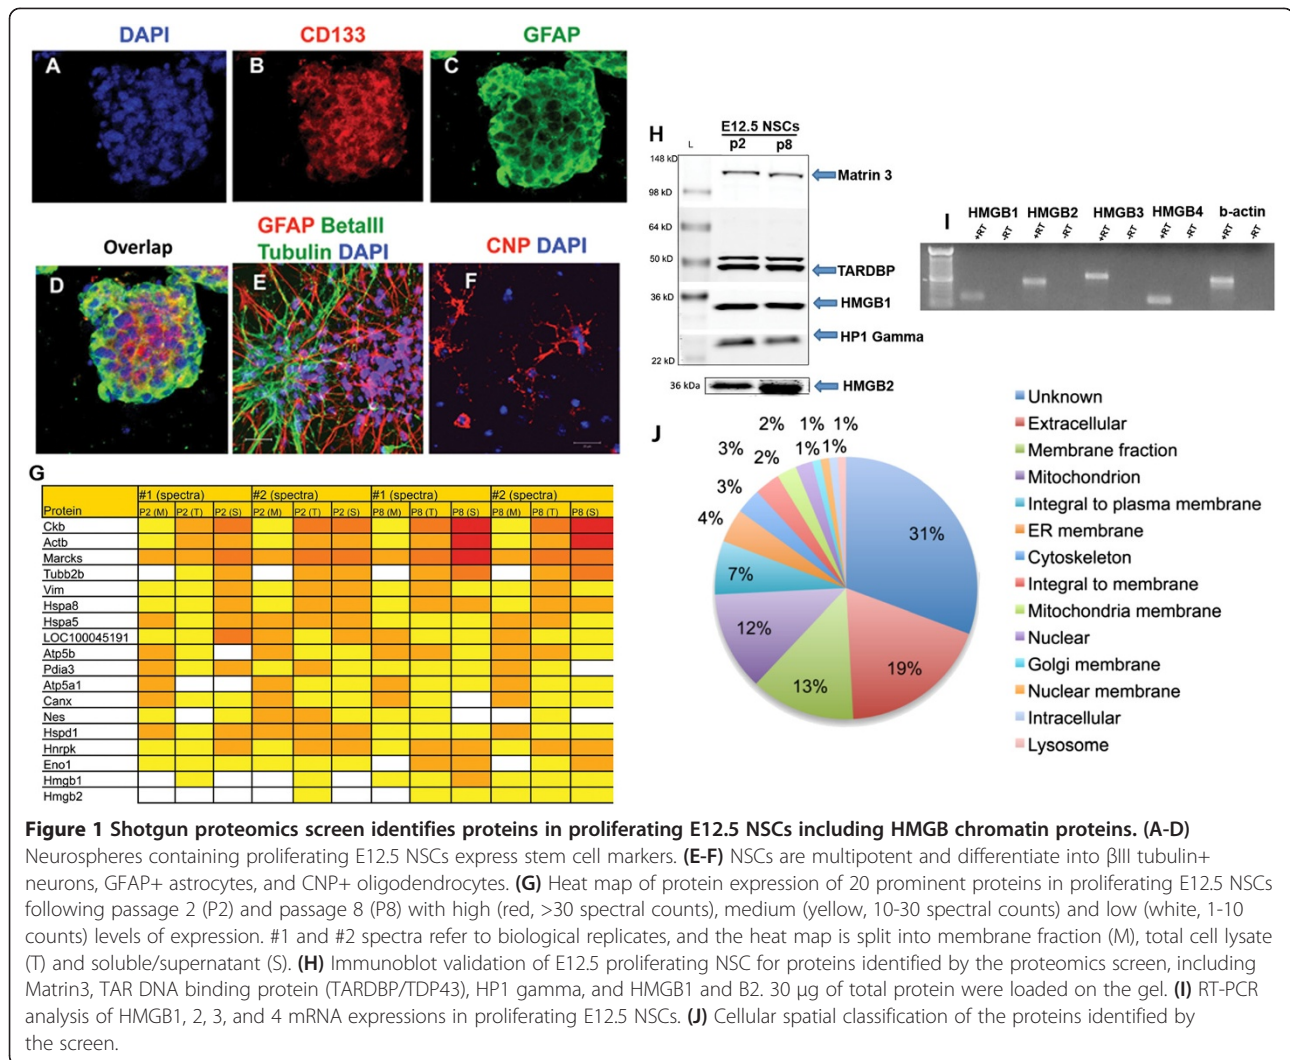 DAPI
CD133
GFAP
A
B
C
Overlap
GFAP BetaIII
Tubulin DAPI
CNP DAPI
D
E
F
G
Protein
#1 (spectra) #2 (spectra) #1 (spectra) #2 (spectra)
P2 (M) P2 (T) P2 (S) P2 (M) P2 (T) P2 (S) P8 (M) P8 (T) P8 (S) P8 (M) P8 (T) P8 (S)
Ckb
Actb
Marcks
Tubb2b
Vim
Hspa8
Hspa5
LOC100045191
Atp5b
Pdia3
Atp5a1
Canx
Nes
Hspd1
Hnrpk
Eno1
Hmgb1
Hmgb2
H
E12.5 NSCs
L p2 p8
148 kD
98 kD
64 kD
50 kD
36 kD
22 kD
36 kDa
Matrin 3
TARDBP
HMGB1
HP1 Gamma
HMGB2
I
HMGB1 HMGB2 HMGB3 HMGB4 b-actin
+RT -RT +RT -RT +RT -RT +RT -RT +RT -RT
J
31%
19%
13%
12%
7%
4%
3%
3%
2%
2%
1%
1%
1%
1%
Unknown
Extracellular
Membrane fraction
Mitochondrion
Integral to plasma membrane
ER membrane
Cytoskeleton
Integral to membrane
Mitochondria membrane
Nuclear
Golgi membrane
Nuclear membrane
Intracellular
Lysosome
Figure 1 Shotgun proteomics screen identifies proteins in proliferating E12.5 NSCs including HMGB chromatin proteins. (A-D)
Neurospheres containing proliferating E12.5 NSCs express stem cell markers. (E-F) NSCs are multipotent and differentiate into βIII tubulin+
neurons, GFAP+ astrocytes, and CNP+ oligodendrocytes. (G) Heat map of protein expression of 20 prominent proteins in proliferating E12.5 NSCs
following passage 2 (P2) and passage 8 (P8) with high (red, >30 spectral counts), medium (yellow, 10-30 spectral counts) and low (white, 1-10
counts) levels of expression. #1 and #2 spectra refer to biological replicates, and the heat map is split into membrane fraction (M), total cell lysate
(T) and soluble/supernatant (S). (H) Immunoblot validation of E12.5 proliferating NSC for proteins identified by the proteomics screen, including
Matrin3, TAR DNA binding protein (TARDBP/TDP43), HP1 gamma, and HMGB1 and B2. 30 μg of total protein were loaded on the gel. (I) RT-PCR
analysis of HMGB1, 2, 3, and 4 mRNA expressions in proliferating E12.5 NSCs. (J) Cellular spatial classification of the proteins identified by
the screen.